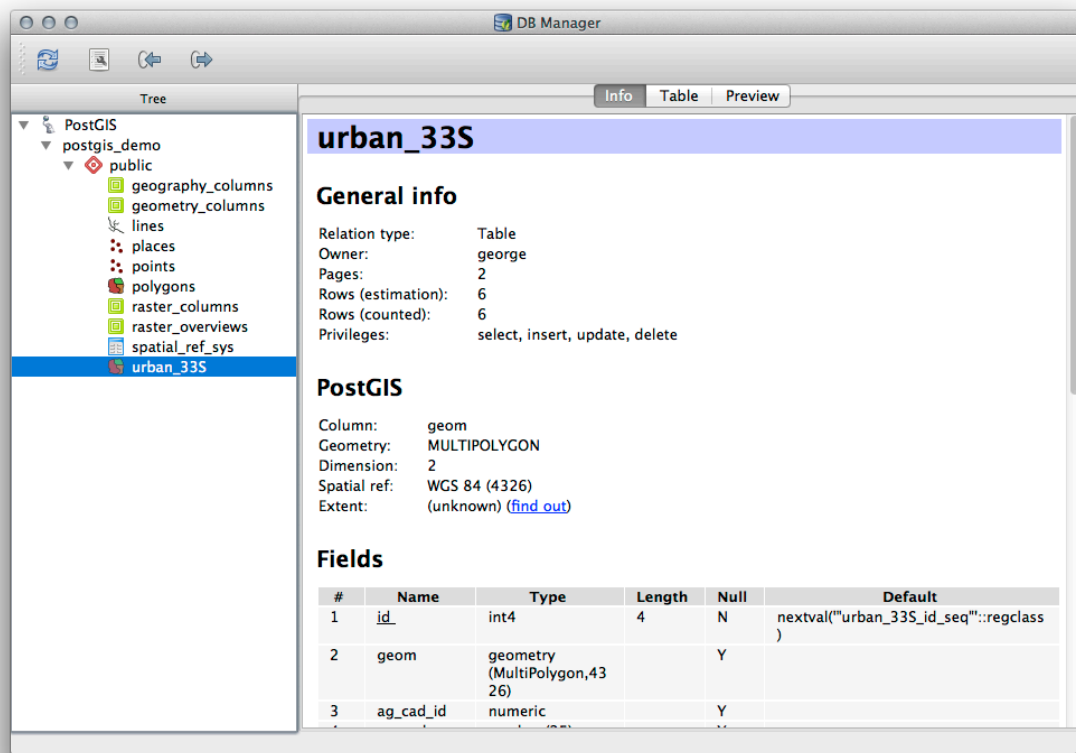 DB Manager
Tree
Info Table Preview
PostGIS
postgis_demo
public
geography_columns
geometry_columns
lines
places
points
polygons
raster_columns
raster_overviews
spatial_ref_sys
urban_33S
urban_33S
General info
Relation type: Table
Owner: george
Pages: 2
Rows (estimation): 6
Rows (counted): 6
Privileges: select, insert, update, delete
PostGIS
Column: geom
Geometry: MULTIPOLYGON
Dimension: 2
Spatial ref: WGS 84 (4326)
Extent: (unknown) (find out)
Fields
# Name Type Length Null Default
1 id int4 4 N nextval('"urban_33S_id_seq"'::regclass
)
2 geom geometry Y
(MultiPolygon,43
26)
3 ag_cad_id numeric Y